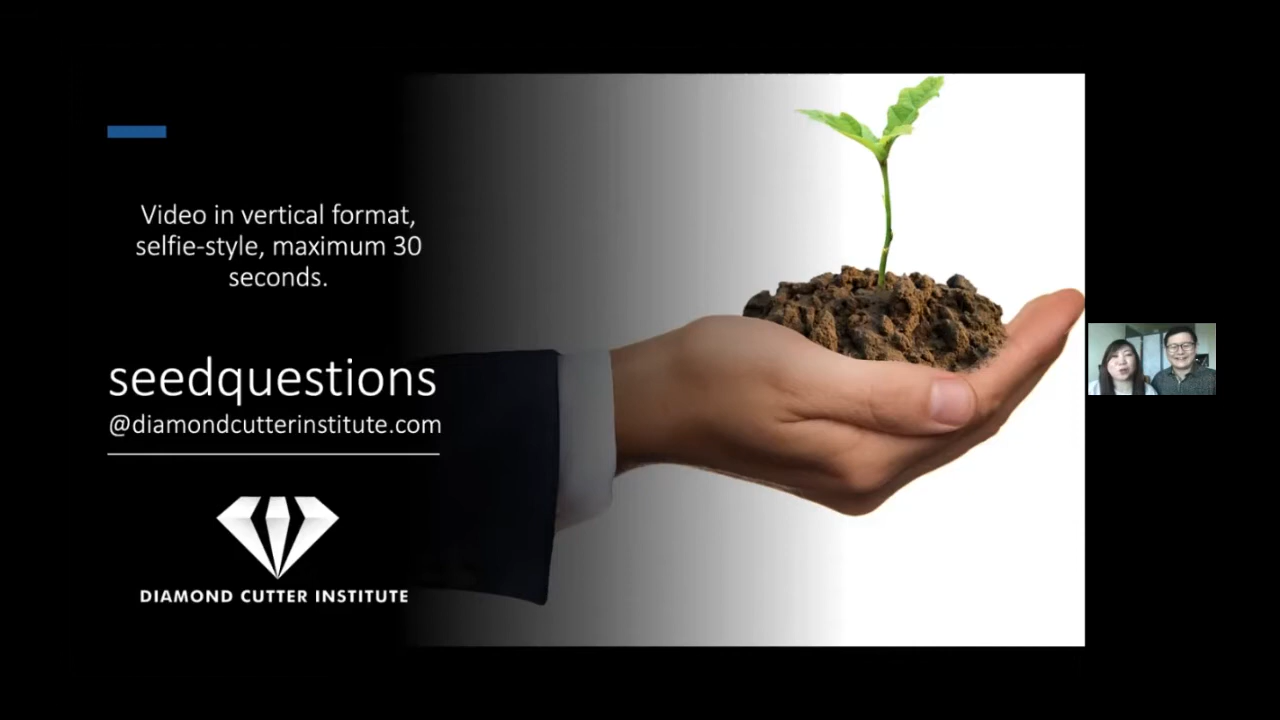 Video in vertical format,
selfie-style, maximum 30
seconds.
seedquestions
@diamondcutterinstitute.com
DIAMOND CUTTER INSTITUTE